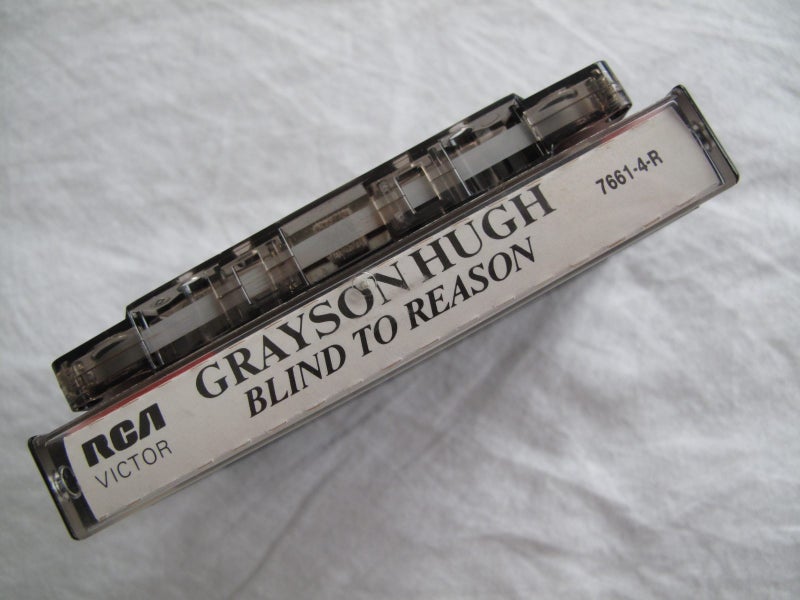 RCA
VICTOR
GRAYSON HUGH
BLIND TO REASON
7661-4-R